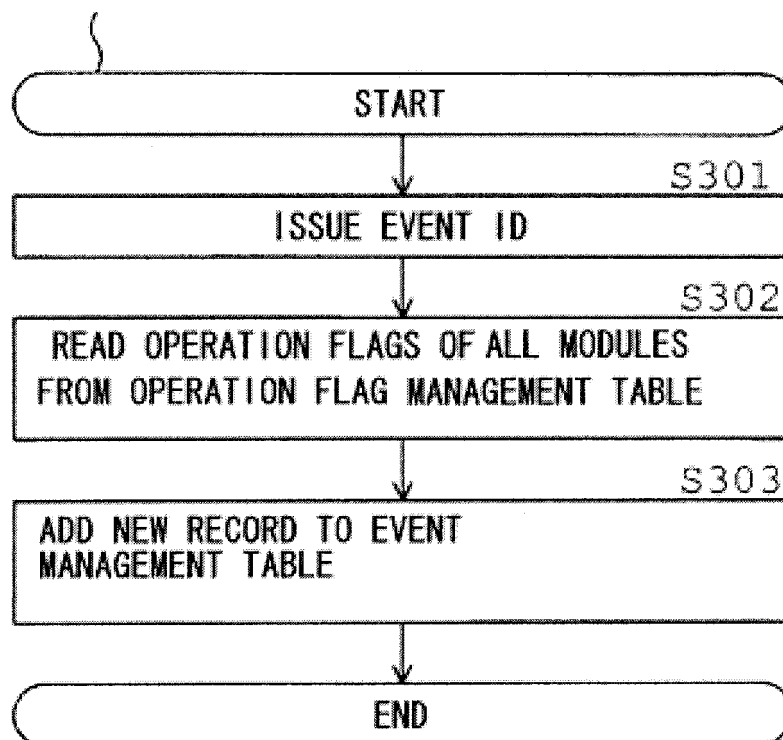 START
S301
ISSUE EVENT ID
S302
READ OPERATION FLAGS OF ALL MODULES
FROM OPERATION FLAG MANAGEMENT TABLE
S303
ADD NEW RECORD TO EVENT
MANAGEMENT TABLE
END